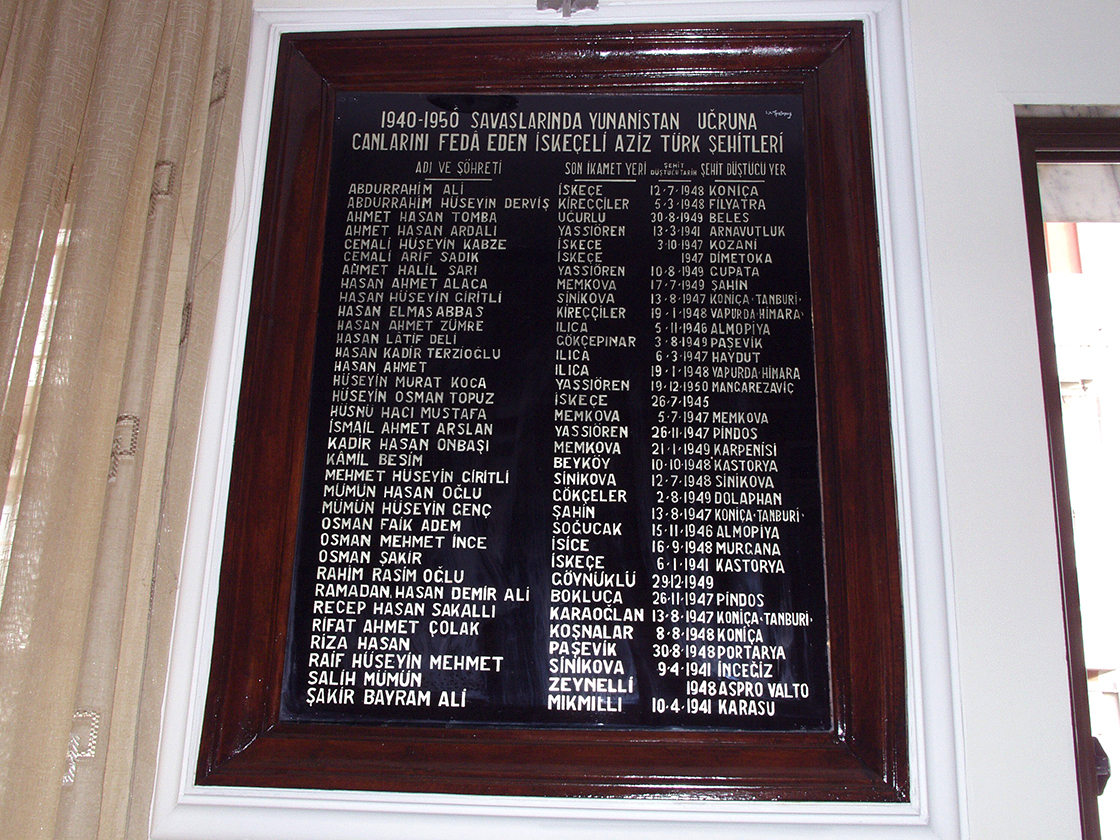 1940-1950 SAVAŞLARINDA YUNANİSTAN UĞRUNA
CANLARINI FEDÂ EDEN İSKEÇELİ AZİZ TÜRK ŞEHİTLERİ
ADI VE ŞÖHRETİ SON İKAMET YERİ ŞEHİT DÜŞTÜĞÜ TARİH ŞEHİT DÜŞTÜĞÜ YER
ABDURRAHİM ALİ İSKEÇE 12·7·1948 KONİÇA
ABDURRAHİM HÜSEYİN DERVİŞ KİREÇÇİLER 5·3·1948 FİLYATRA
AHMET HASAN TOMBA UĞURLU 30·8·1949 BELES
AHMET HASAN ARDALI YASSIÖREN 13·3·1941 ARNAVUTLUK
CEMALİ HÜSEYİN KABZE İSKEÇE 3·10·1947 KOZANİ
CEMALİ ARİF SADIK İSKEÇE 1947 DİMETOKA
AHMET HALİL SARI YASSIÖREN 10·8·1949 GUPATA
HASAN AHMET ALACA MEMKOVA 17·7·1949 ŞAHİN
HASAN HÜSEYİN GİRİTLİ SİNİKOVA 13·8·1947 KONİÇA·TANBURİ·
HASAN ELMAS ABBAS KİREÇÇİLER 19·1·1948 VAPURDA·HİMARA·
HASAN AHMET ZÜMRE ILICA 5·11·1946 ALMOPİYA
HASAN LÂTİF DELİ GÖKÇEPINAR 3·8·1949 PAŞEVİK
HASAN KADİR TERZİOĞLU ILICA 6·3·1947 HAYDUT
HASAN AHMET ILICA 19·1·1948 VAPURDA·HİMARA
HÜSEYİN MURAT KOCA YASSIÖREN 19·12·1950 MANGAREZAVİÇ
HÜSEYİN OSMAN TOPUZ İSKEÇE 26·7·1945
HÜSNÜ HACI MUSTAFA MEMKOVA 5·7·1947 MEMKOVA
İSMAİL AHMET ARSLAN YASSIÖREN 26·11·1947 PİNDOS
KADIR HASAN ONBAŞI MEMKOVA 21·1·1949 KARPENİSİ
KÂMİL BESİM BEYKÖY 10·10·1948 KASTORYA
MEHMET HÜSEYİN GİRİTLİ SİNİKOVA 12·7·1948 SİNİKOVA
MÜMÜN HASAN OĞLU GÖKÇELER 2·8·1949 DOLAPHAN
MÜMÜN HÜSEYİN GENÇ ŞAHİN 13·8·1947 KONİÇA·TANBURİ·
OSMAN FAİK ADEM SOĞUCAK 15·11·1946 ALMOPİYA
OSMAN MEHMET İNCE İSİCE 16·9·1948 MURGANA
OSMAN ŞAKİR İSKEÇE 6·1·1941 KASTORYA
RAHİM RASİM OĞLU GÖYNÜKLÜ 29·12·1949
RAMADAN HASAN DEMİR ALİ BOKLUCA 26·11·1947 PİNDOS
RECEP HASAN SAKALLI KARAOĞLAN 13·8·1947 KONİÇA·TANBURİ·
RİFAT AHMET ÇOLAK KOŞNALAR 8·8·1948 KONİÇA
RIZA HASAN PAŞEVİK 30·8·1948 PORTARYA
RAİF HÜSEYİN MEHMET SİNİKOVA 9·4·1941 İNCEĞİZ
SALİH MÜMÜN ZEYNELLİ 1948 ASPRO VALTO
ŞAKİR BAYRAM ALİ MIKMILLI 10·4·1941 KARASU